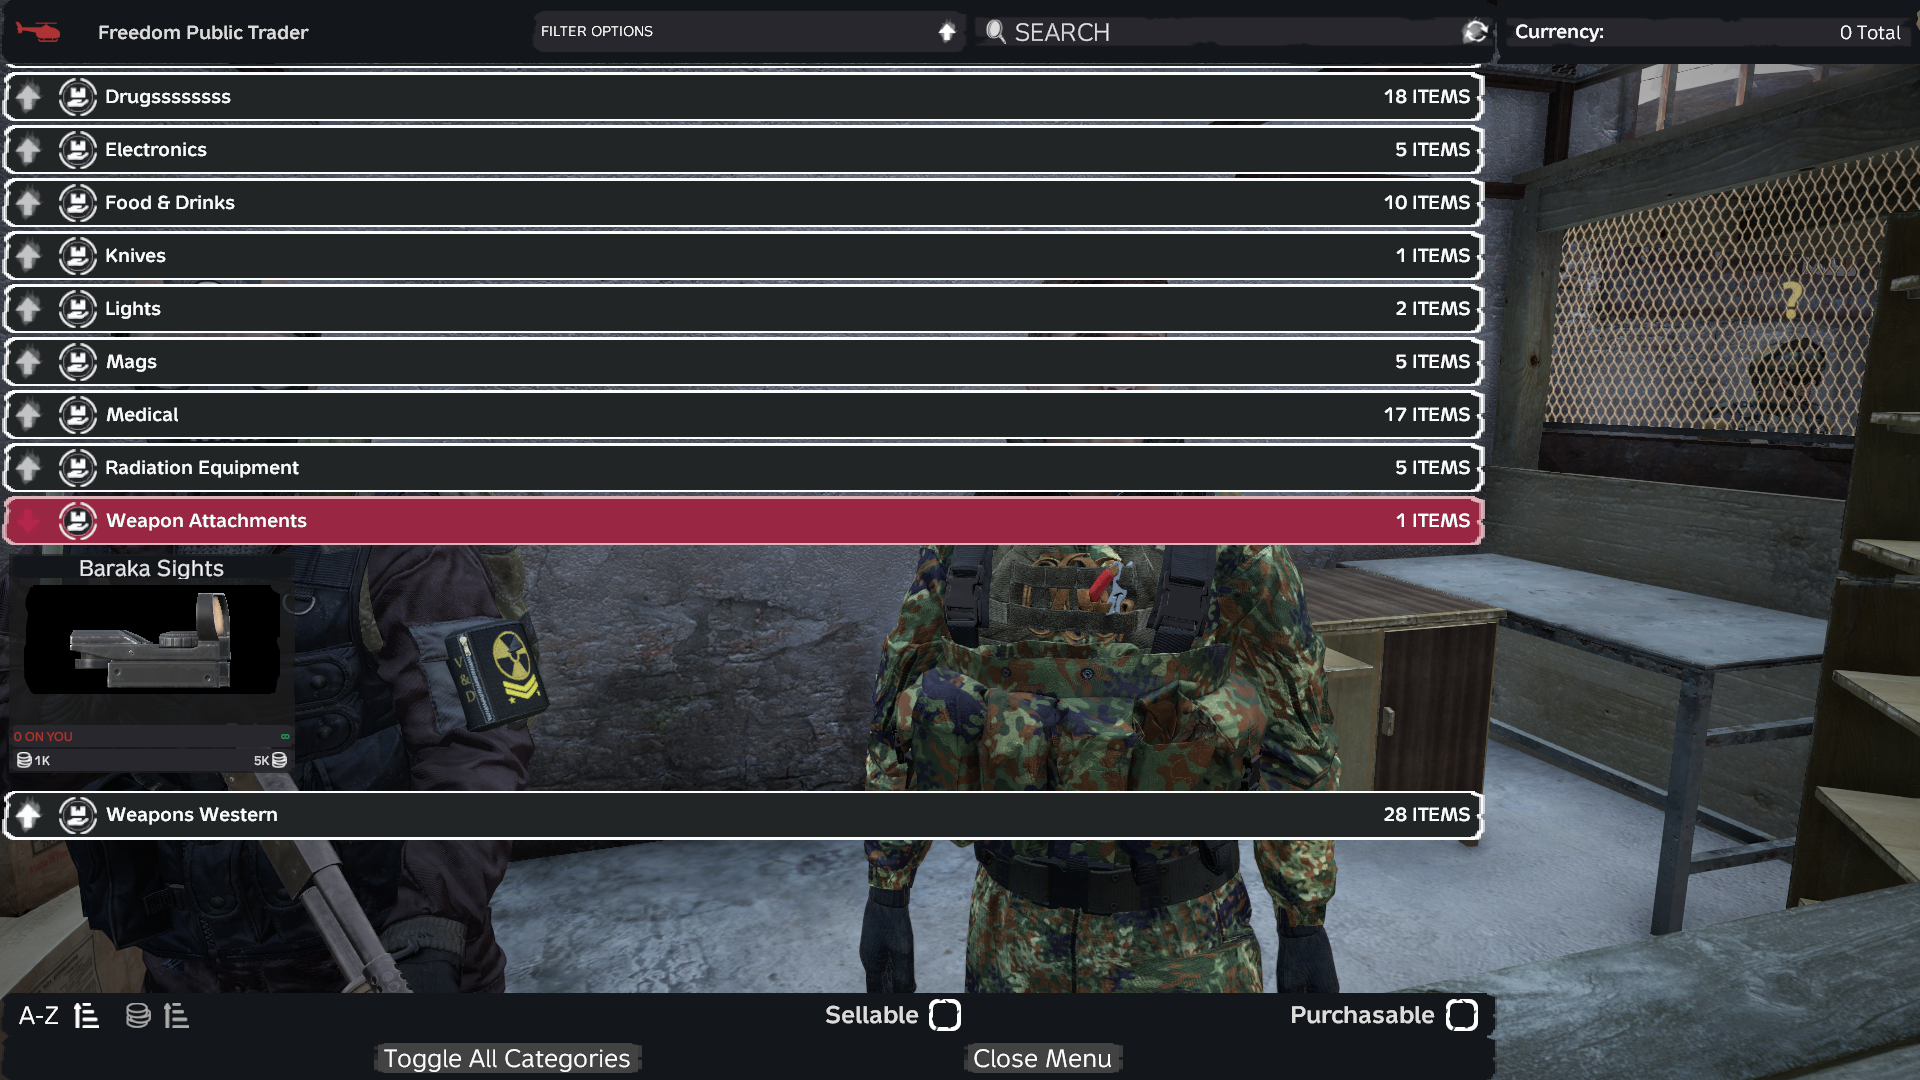 Freedom Public Trader
FILTER OPTIONS
SEARCH
Currency:
0 Total
Drugsssssssss
18 ITEMS
Electronics
5 ITEMS
Food & Drinks
10 ITEMS
Knives
1 ITEMS
Lights
2 ITEMS
Mags
5 ITEMS
Medical
17 ITEMS
Radiation Equipment
5 ITEMS
Weapon Attachments
1 ITEMS
Baraka Sights
V
&
D
0 ON YOU
∞
1K
5K
?
Weapons Western
28 ITEMS
A-Z
Sellable
Purchasable
Toggle All Categories
Close Menu